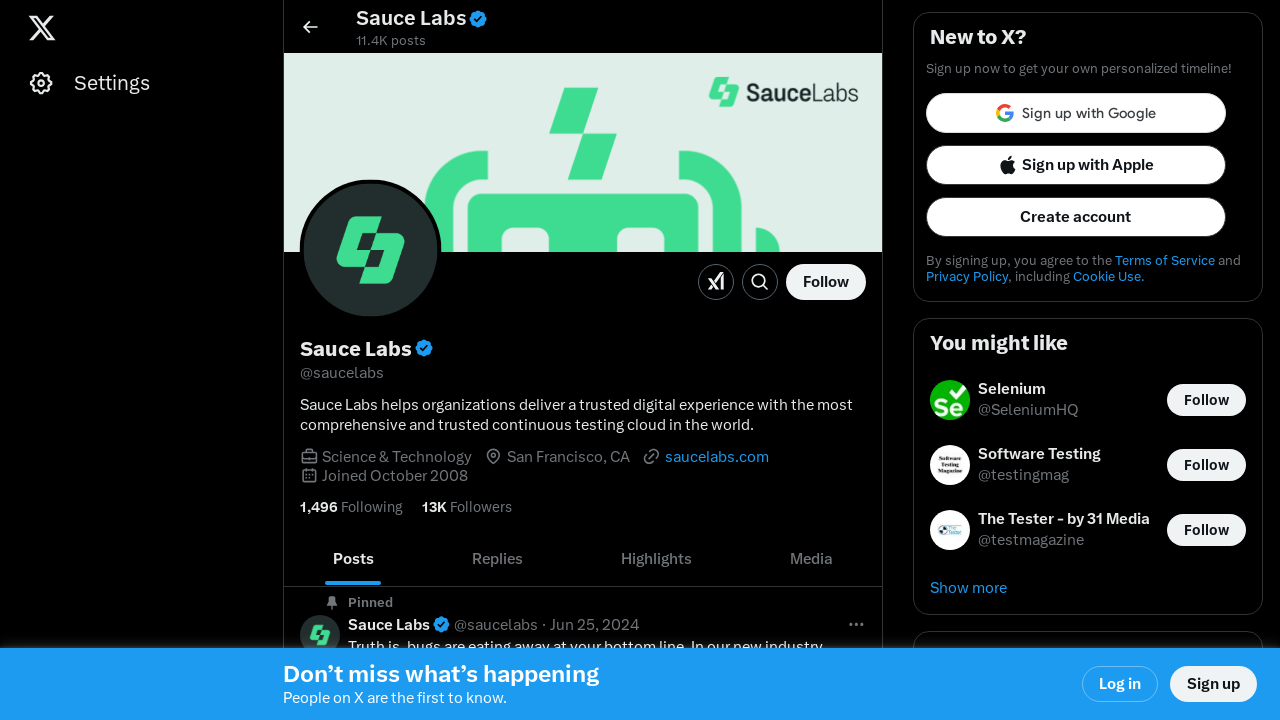 Settings
Sauce Labs
11.4K posts
SauceLabs
Follow
Sauce Labs
@saucelabs
Sauce Labs helps organizations deliver a trusted digital experience with the most
comprehensive and trusted continuous testing cloud in the world.
Science & Technology San Francisco, CA saucelabs.com
Joined October 2008
1,496 Following 13K Followers
Posts Replies Highlights Media
Pinned
Sauce Labs @saucelabs · Jun 25, 2024
Truth is, bugs are eating away at your bottom line. In our new industry
New to X?
Sign up now to get your own personalized timeline!
Sign up with Google
Sign up with Apple
Create account
By signing up, you agree to the Terms of Service and
Privacy Policy, including Cookie Use.
You might like
Selenium
@SeleniumHQ
Follow
Software
Testing
Magazine
Software Testing
@testingmag
Follow
The Tester - by 31 Media
@testmagazine
Follow
Show more
Don’t miss what’s happening
People on X are the first to know.
Log in
Sign up